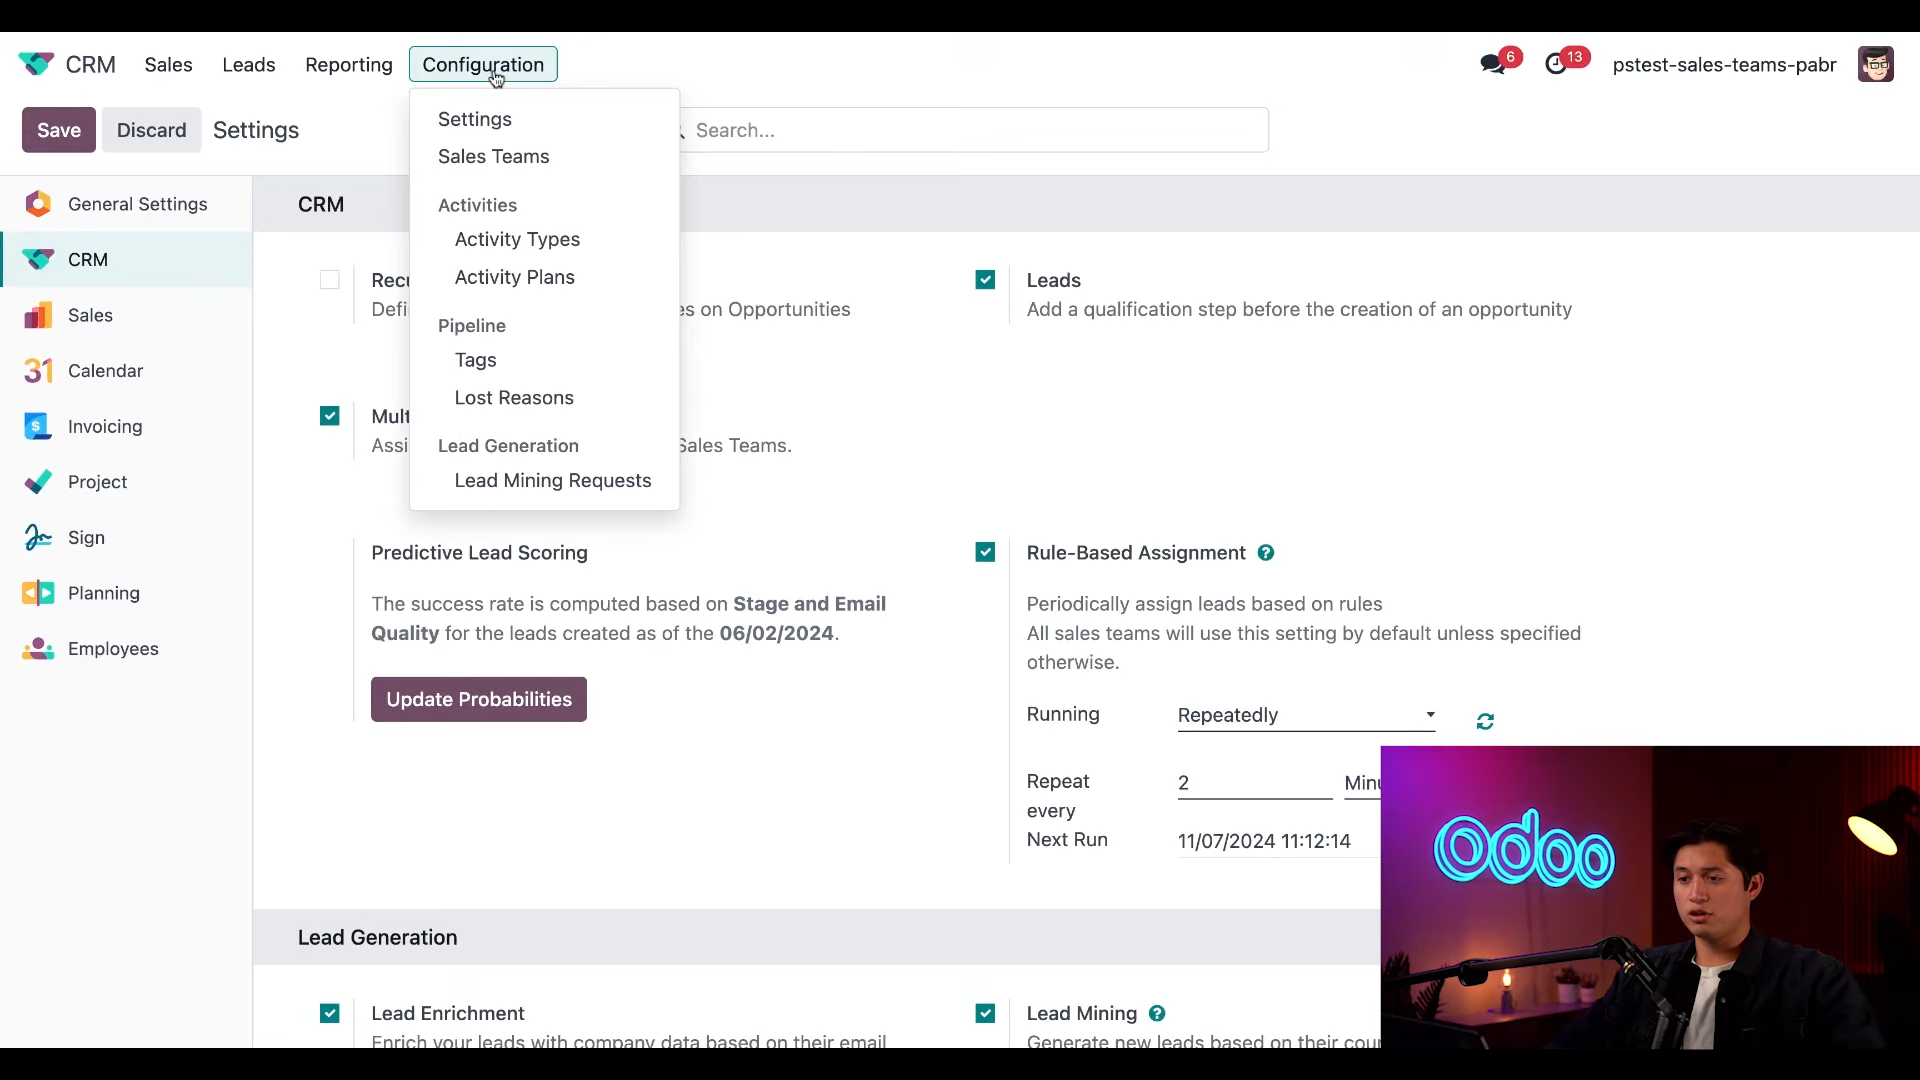 CRM Sales Leads Reporting Configuration 6 13 pstest-sales-teams-pabr
Save Discard Settings Search...
Settings
Sales Teams
Activities
Activity Types
Activity Plans
Pipeline
Tags
Lost Reasons
Lead Generation
Lead Mining Requests
General Settings
CRM
Sales
31 Calendar
$ Invoicing
Project
Sign
Planning
Employees
CRM
Leads
es on Opportunities
Add a qualification step before the creation of an opportunity
Sales Teams.
Predictive Lead Scoring
The success rate is computed based on Stage and Email
Quality for the leads created as of the 06/02/2024.
Update Probabilities
Rule-Based Assignment ?
Periodically assign leads based on rules
All sales teams will use this setting by default unless specified
otherwise.
Running Repeatedly
Repeat 2
every
Next Run 11/07/2024 11:12:14
odoo
Lead Generation
Lead Enrichment
Enrich your leads with company data based on their email
Lead Mining ?
Generate new leads based on their